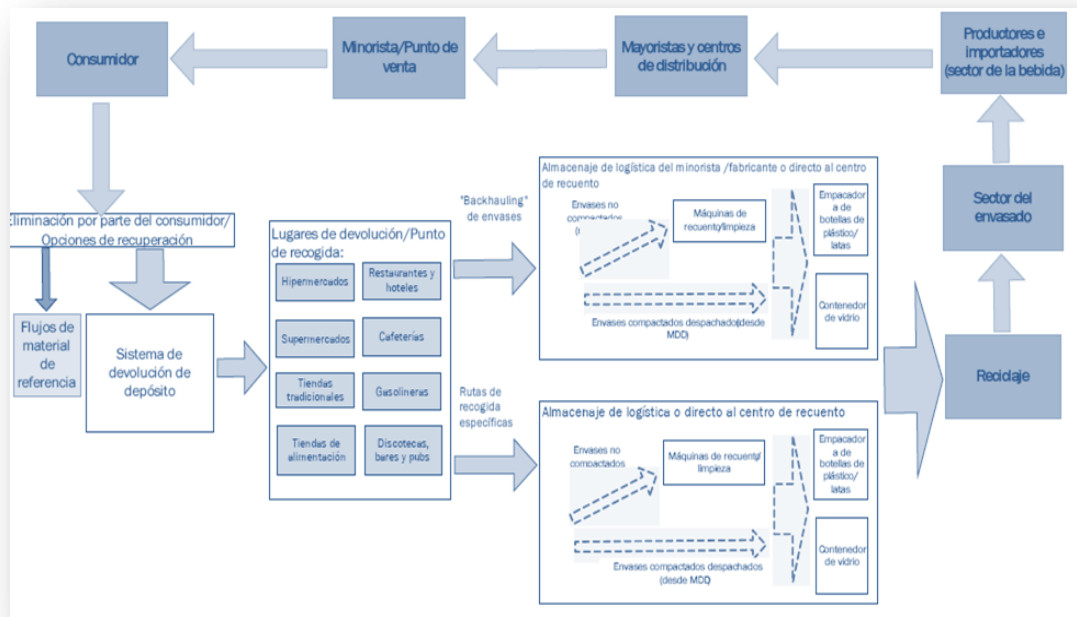 Consumidor
Minorista/Punto de
venta
Mayoristas y centros
de distribución
Productores e
importadores
(sector de la bebida)
Eliminación por parte del consumidor/
Opciones de recuperación
Flujos de
material de
referencia
Sistema de
devolución de
depósito
Lugares de devolución/Punto
de recogida:
Hipermercados
Restaurantes y
hoteles
Supermercados
Cafeterías
Tiendas
tradicionales
Gasolineras
Tiendas de
alimentación
Discotecas,
bares y pubs
"Backhauling"
de envases
Rutas de
recogida
específicas
Almacenaje de logística del minorista /fabricante o directo al centro
de recuento
Envases no
compactados
Máquinas de
recuento/limpieza
Envases compactados despachado(desde
MDD)
Empacador
a de
botellas de
plástico/
latas
Contenedor
de vidrio
Almacenaje de logística o directo al centro de recuento
Envases no
compactados
Máquinas de recuento/
limpieza
Envases compactados despachados
(desde MDD)
Empacador
a de
botellas de
plástico/
latas
Contenedor
de vidrio
Sector del
envasado
Reciclaje